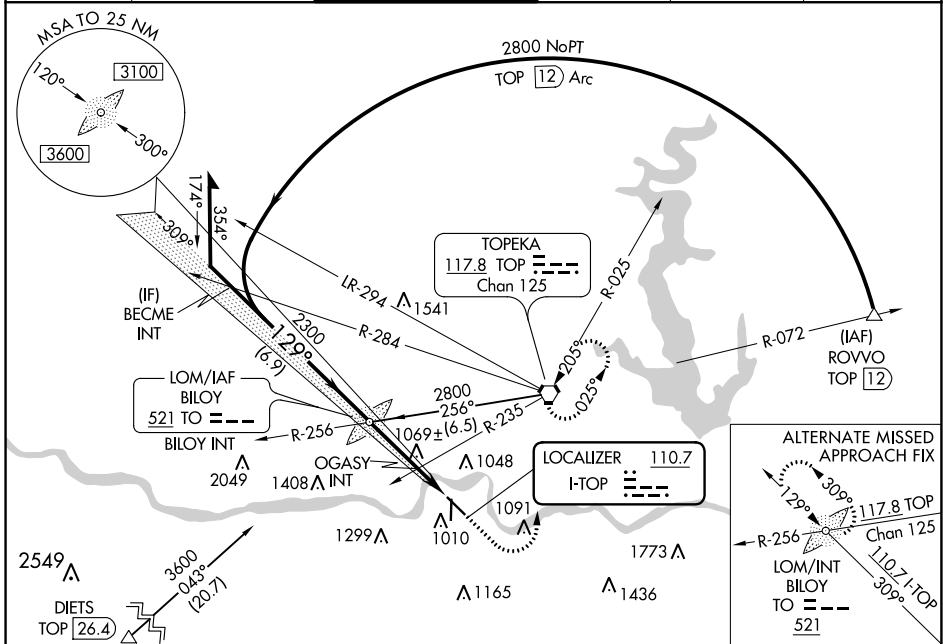 MSA TO 25 NM
120°
3100
3600
300°
2800 NoPT
TOP 12 Arc
174°
354°
309°
(IF)
BECME
INT
2300
129°
(6.9)
LR-294
1541
R-284
TOPEKA
117.8 TOP
Chan 125
R-025
R-072
(IAF)
ROVVO
TOP 12
205°
025°
LOM/IAF
BILOY
521 TO
BILOY INT
R-256
2800
256°
(6.5)
R-235
1069±
OGASY
INT
2049
1408
1048
LOCALIZER 110.7
I-TOP
1091
1299
1010
1773
1165
1436
2549
3600
043°
(20.7)
DIETS
TOP 26.4
ALTERNATE MISSED
APPROACH FIX
129°
309°
117.8 TOP
Chan 125
R-256
110.7 I-TOP
309°
LOM/INT
BILOY
TO
521